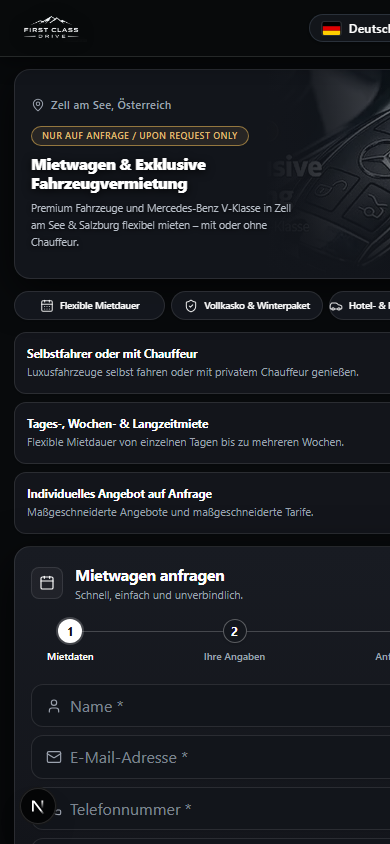 FIRST CLASS
DRIVE
Deutsch
Zell am See, Österreich
NUR AUF ANFRAGE / UPON REQUEST ONLY
Mietwagen & Exklusive
Fahrzeugvermietung
Premium Fahrzeuge und Mercedes-Benz V-Klasse in Zell
am See & Salzburg flexibel mieten – mit oder ohne
Chauffeur.
Flexible Mietdauer
Vollkasko & Winterpaket
Hotel- &
Selbstfahrer oder mit Chauffeur
Luxusfahrzeuge selbst fahren oder mit privatem Chauffeur genießen.
Tages-, Wochen- & Langzeitmiete
Flexible Mietdauer von einzelnen Tagen bis zu mehreren Wochen.
Individuelles Angebot auf Anfrage
Maßgeschneiderte Angebote und maßgeschneiderte Tarife.
Mietwagen anfragen
Schnell, einfach und unverbindlich.
1
2
Mietdaten
Ihre Angaben
Anf
Name *
E-Mail-Adresse *
Telefonnummer *
N